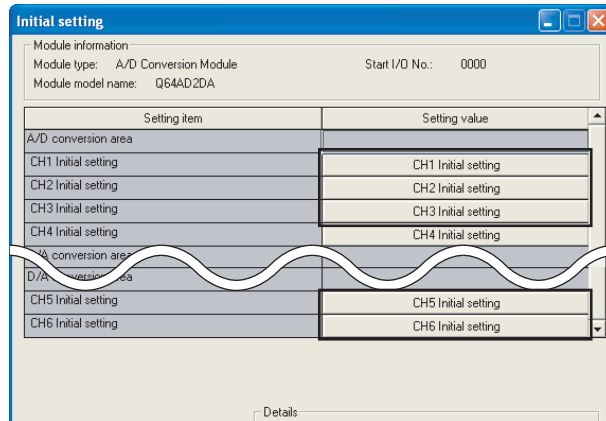 Initial setting
Module information
Module type: A/D Conversion Module Start I/O No.: 0000
Module model name: Q64AD2DA
Setting item Setting value
A/D conversion area
CH1 Initial setting CH1 Initial setting
CH2 Initial setting CH2 Initial setting
CH3 Initial setting CH3 Initial setting
CH4 Initial setting CH4 Initial setting
conversion area
D/A area
CH5 Initial setting CH5 Initial setting
CH6 Initial setting CH6 Initial setting
Details